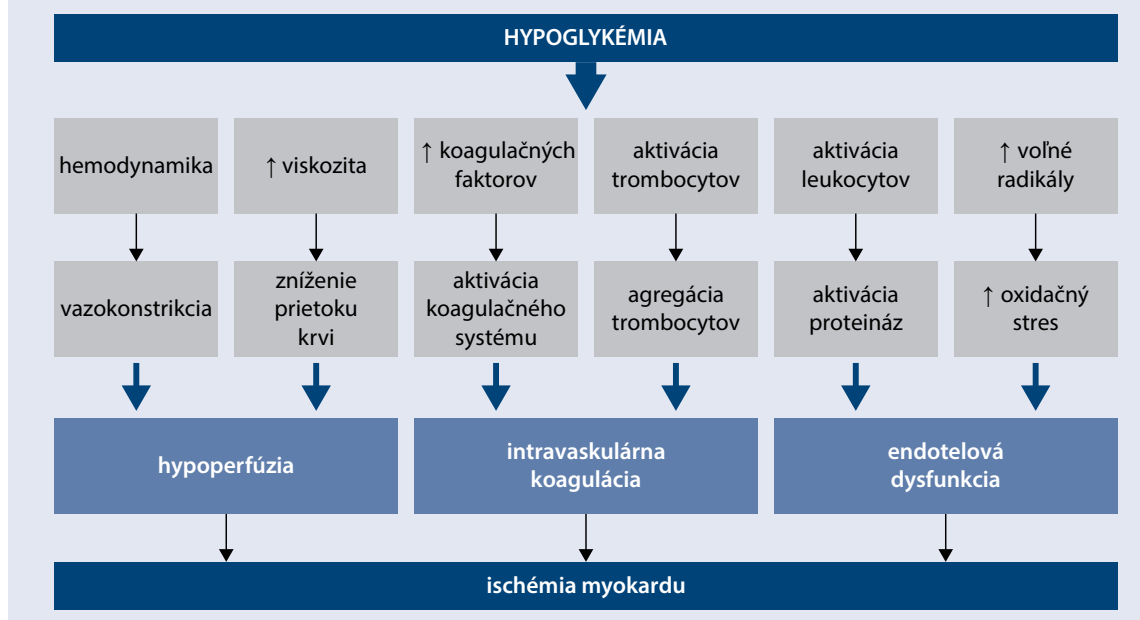 HYPOGLYKÉMIA
hemodynamika
↑ viskozita
↑ koagulačných
faktorov
aktivácia
trombocytov
aktivácia
leukocytov
↑ voľné
radikály
vazokonstrikcia
zníženie
prietoku
krvi
aktivácia
koagulačného
systému
agregácia
trombocytov
aktivácia
proteináz
↑ oxidačný
stres
hypoperfúzia
intravaskulárna
koagulácia
endotelová
dysfunkcia
ischémia myokardu